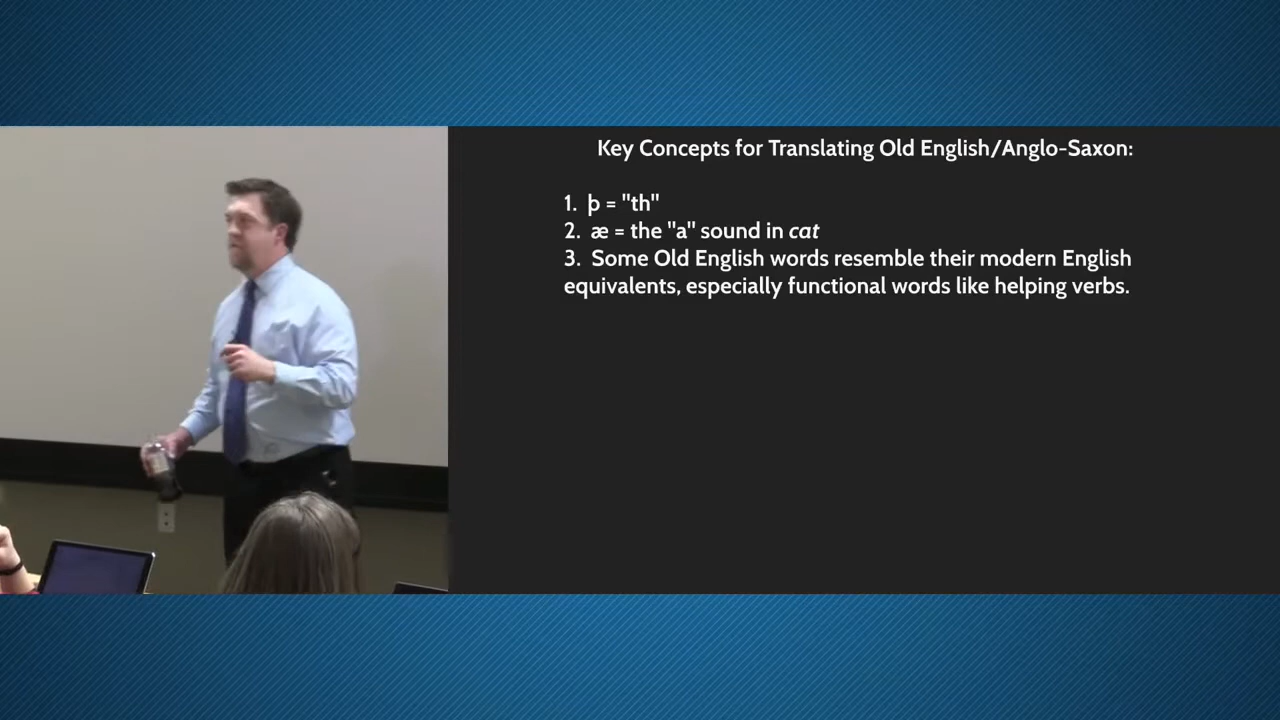 Key Concepts for Translating Old English/Anglo-Saxon:
1. þ = "th"
2. æ = the "a" sound in cat
3. Some Old English words resemble their modern English
equivalents, especially functional words like helping verbs.